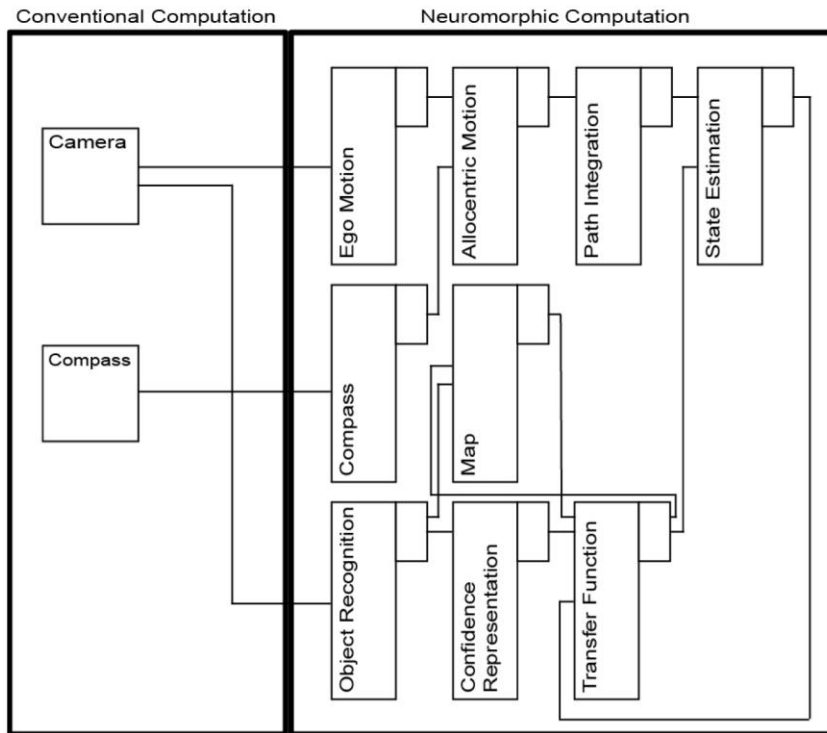 Conventional Computation
Neuromorphic Computation
Camera
Compass
Ego Motion
Allocentric Motion
Path Integration
State Estimation
Compass
Map
Object Recognition
Confidence
Representation
Transfer Function